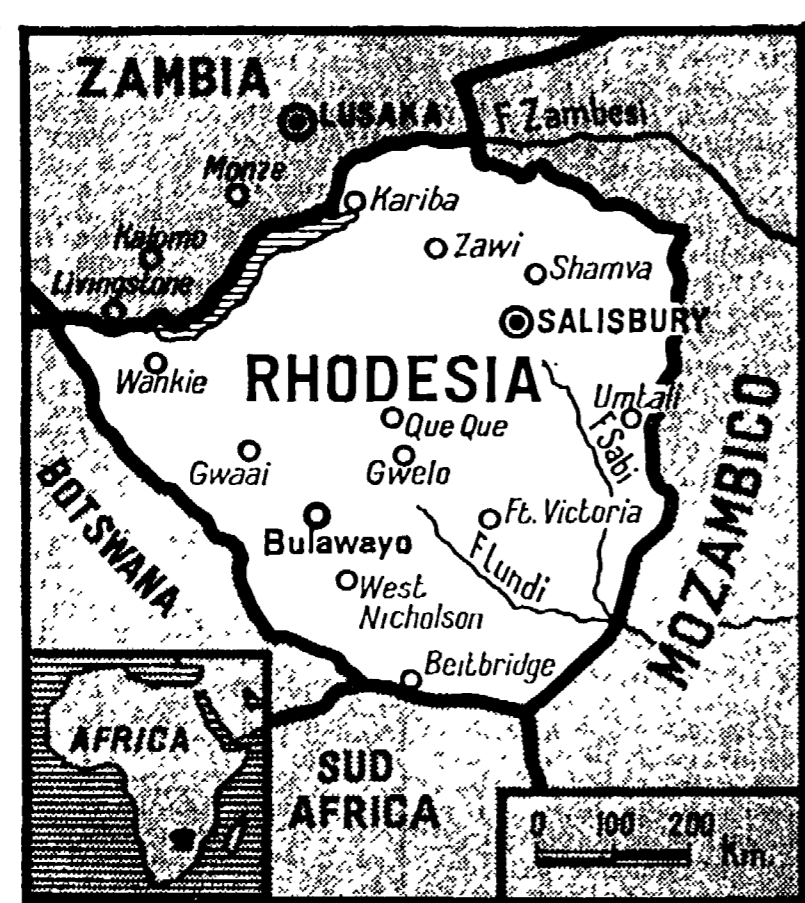 ZAMBIA
LUSAKA
F. Zambesi
Monze
Kariba
Kalomo
Zawi
Shamva
Livingstone
SALISBURY
Wankie
RHODESIA
Umtali
Que Que
F Sabi
Gwaai
Gwelo
BOTSWANA
MOZAMBICO
Ft. Victoria
Bulawayo
F Lundi
West
Nicholson
Beitbridge
AFRICA
SUD
AFRICA
0 100 200
Km.